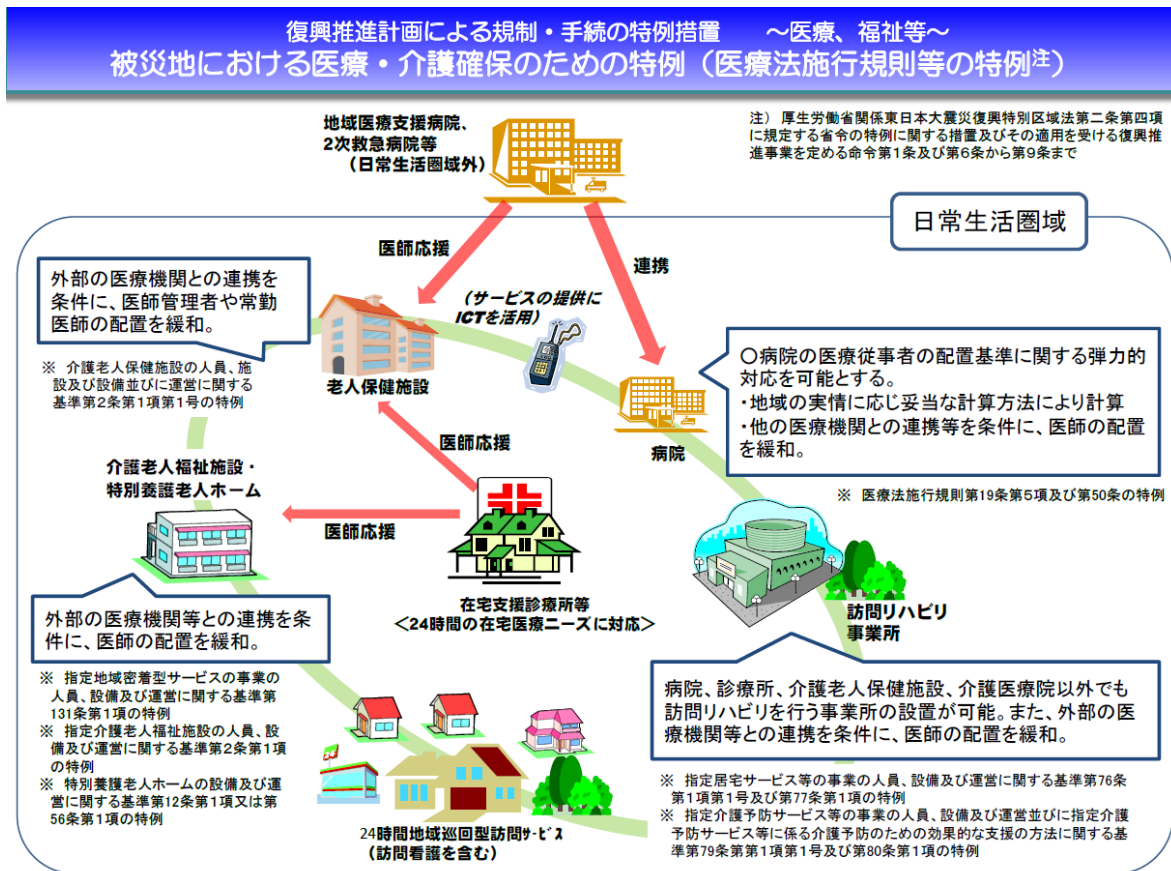 復興推進計画による規制・手続の特例措置　　～医療、福祉等～
被災地における医療・介護確保のための特例（医療法施行規則等の特例注）
注）厚生労働省関係東日本大震災復興特別区域法第二条第四項
に規定する省令の特例に関する措置及びその適用を受ける復興推
進事業を定める命令第1条及び第6条から第9条まで
地域医療支援病院、
2次救急病院等
（日常生活圏域外）
日常生活圏域
医師応援
連携
外部の医療機関との連携を
条件に、医師管理者や常勤
医師の配置を緩和。
（サービスの提供に
ICTを活用）
※ 介護老人保健施設の人員、施
設及び設備並びに運営に関する
基準第2条第1項第1号の特例
老人保健施設
○病院の医療従事者の配置基準に関する弾力的
対応を可能とする。
・地域の実情に応じ妥当な計算方法により計算
・他の医療機関との連携等を条件に、医師の配置
を緩和。
病院
※ 医療法施行規則第19条第5項及び第50条の特例
医師応援
介護老人福祉施設・
特別養護老人ホーム
医師応援
在宅支援診療所等
＜24時間の在宅医療ニーズに対応＞
訪問リハビリ
事業所
外部の医療機関等との連携を条
件に、医師の配置を緩和。
※ 指定地域密着型サービスの事業の
人員、設備及び運営に関する基準第
131条第1項の特例
※ 指定介護老人福祉施設の人員、設
備及び運営に関する基準第2条第1項
の特例
※ 特別養護老人ホームの設備及び運
営に関する基準第12条第1項又は第
56条第1項の特例
病院、診療所、介護老人保健施設、介護医療院以外でも
訪問リハビリを行う事業所の設置が可能。また、外部の医
療機関等との連携を条件に、医師の配置を緩和。
※ 指定居宅サービス等の事業の人員、設備及び運営に関する基準第76条
第1項第1号及び第77条第1項の特例
※ 指定介護予防サービス等の事業の人員、設備及び運営並びに指定介護
予防サービス等に係る介護予防のための効果的な支援の方法に関する基
準第79条第第1項第1号及び第80条第1項の特例
24時間地域巡回型訪問ｻｰﾋﾞｽ
（訪問看護を含む）